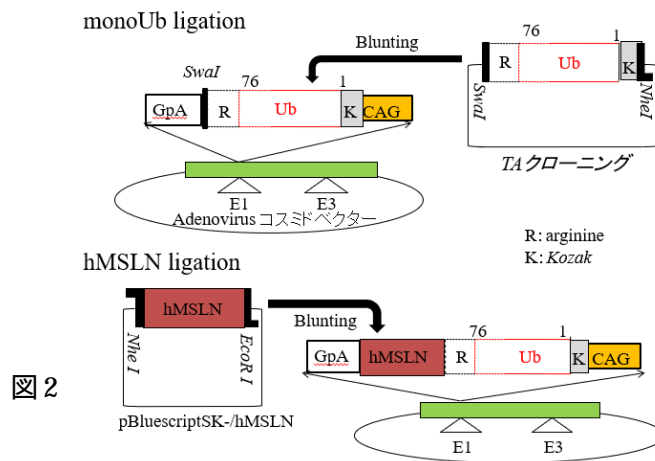 monoUb ligation
Blunting
SwaI
76
1
GpA
R
Ub
K
CAG
76
1
R
Ub
K
SwaI
NheI
TAクローニング
E1
E3
Adenovirus コスミドベクター
R: arginine
K: Kozak
hMSLN ligation
hMSLN
Nhe I
EcoR I
pBluescriptSK-/hMSLN
Blunting
76
1
GpA
hMSLN
R
Ub
K
CAG
E1
E3
図２